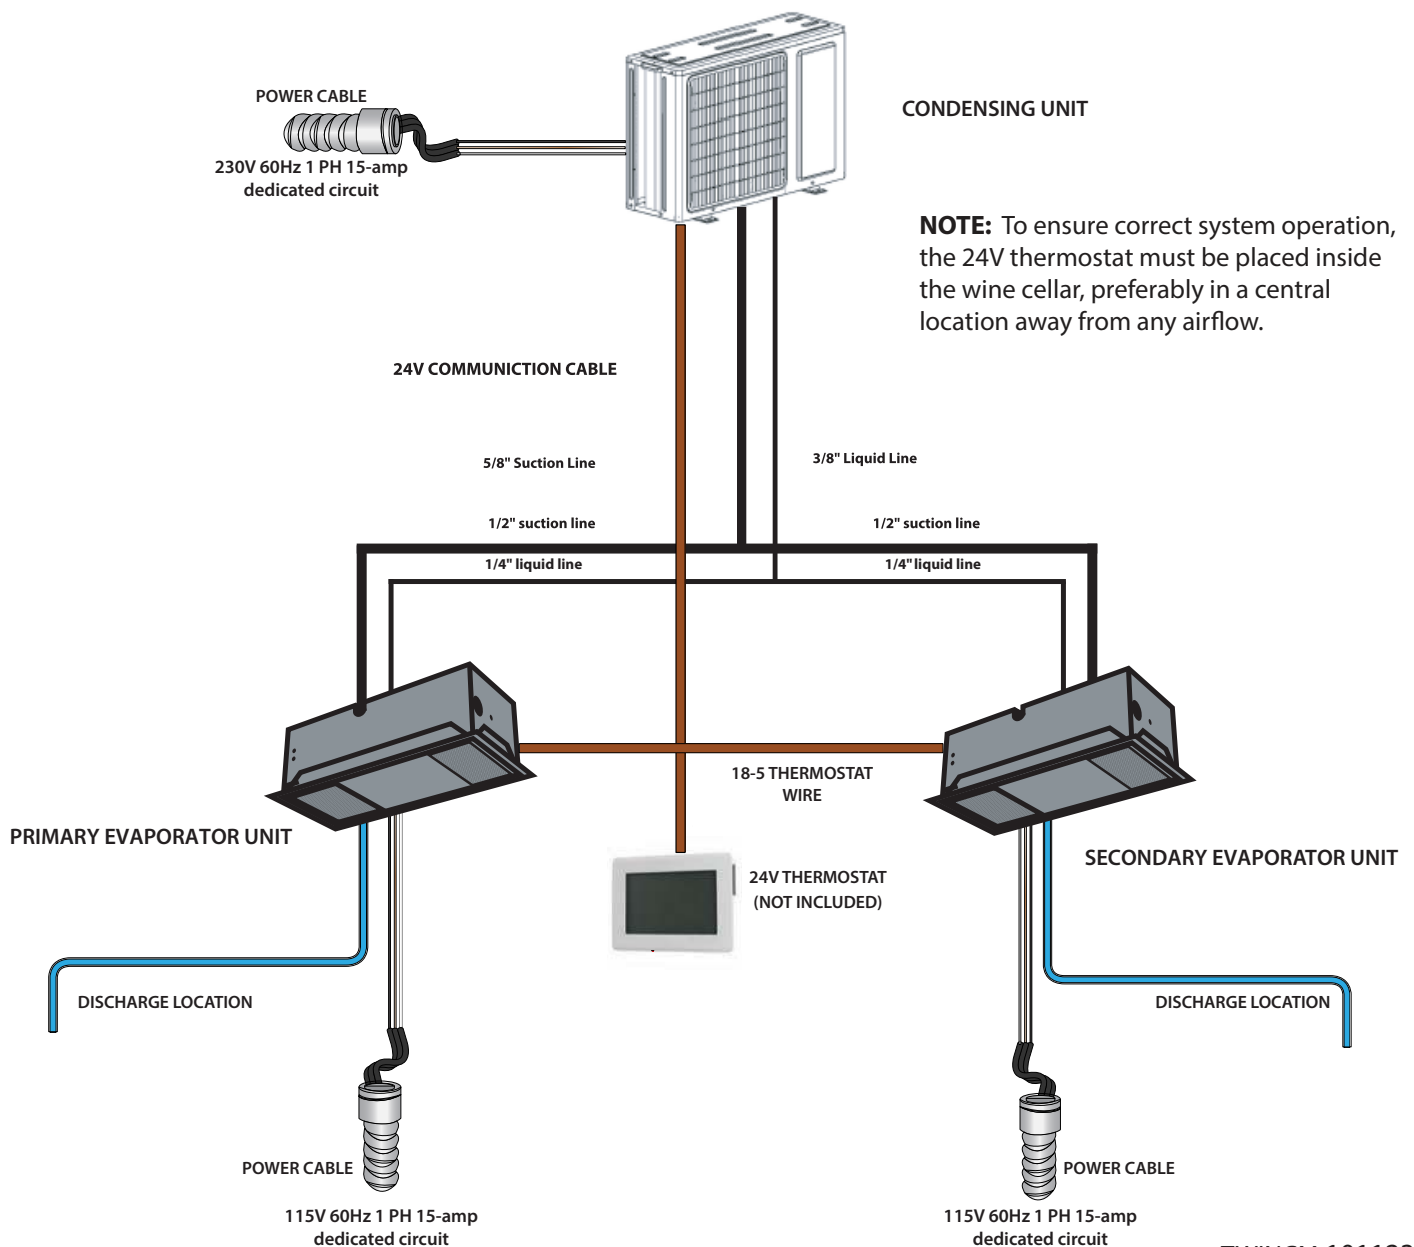 POWER CABLE
230V 60Hz 1 PH 15-amp
dedicated circuit
CONDENSING UNIT
NOTE: To ensure correct system operation,
the 24V thermostat must be placed inside
the wine cellar, preferably in a central
location away from any airflow.
24V COMMUNICTION CABLE
5/8" Suction Line
3/8" Liquid Line
1/2" suction line
1/2" suction line
1/4" liquid line
1/4" liquid line
18-5 THERMOSTAT
WIRE
PRIMARY EVAPORATOR UNIT
SECONDARY EVAPORATOR UNIT
24V THERMOSTAT
(NOT INCLUDED)
DISCHARGE LOCATION
DISCHARGE LOCATION
POWER CABLE
115V 60Hz 1 PH 15-amp
dedicated circuit
POWER CABLE
115V 60Hz 1 PH 15-amp
dedicated circuit